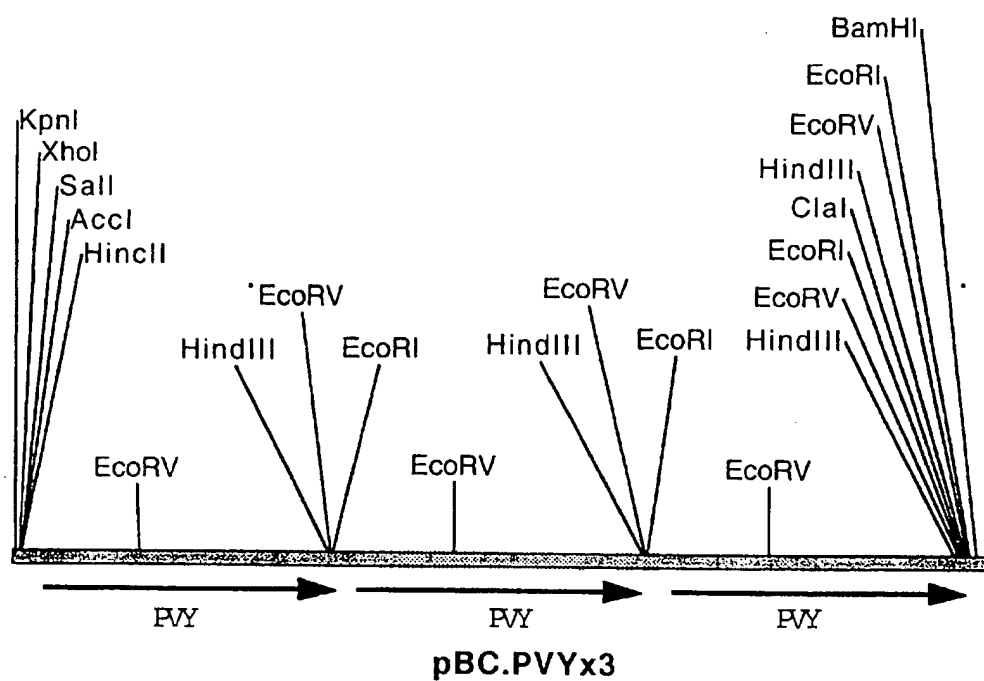 BamHI
EcoRI
EcoRV
HindIII
ClaI
EcoRI
EcoRV
HindIII
KpnI
XhoI
SalI
AccI
HincII
EcoRV
HindIII
EcoRI
EcoRV
HindIII
EcoRI
EcoRV
EcoRV
EcoRV
PVY
PVY
PVY
pBC.PVYx3